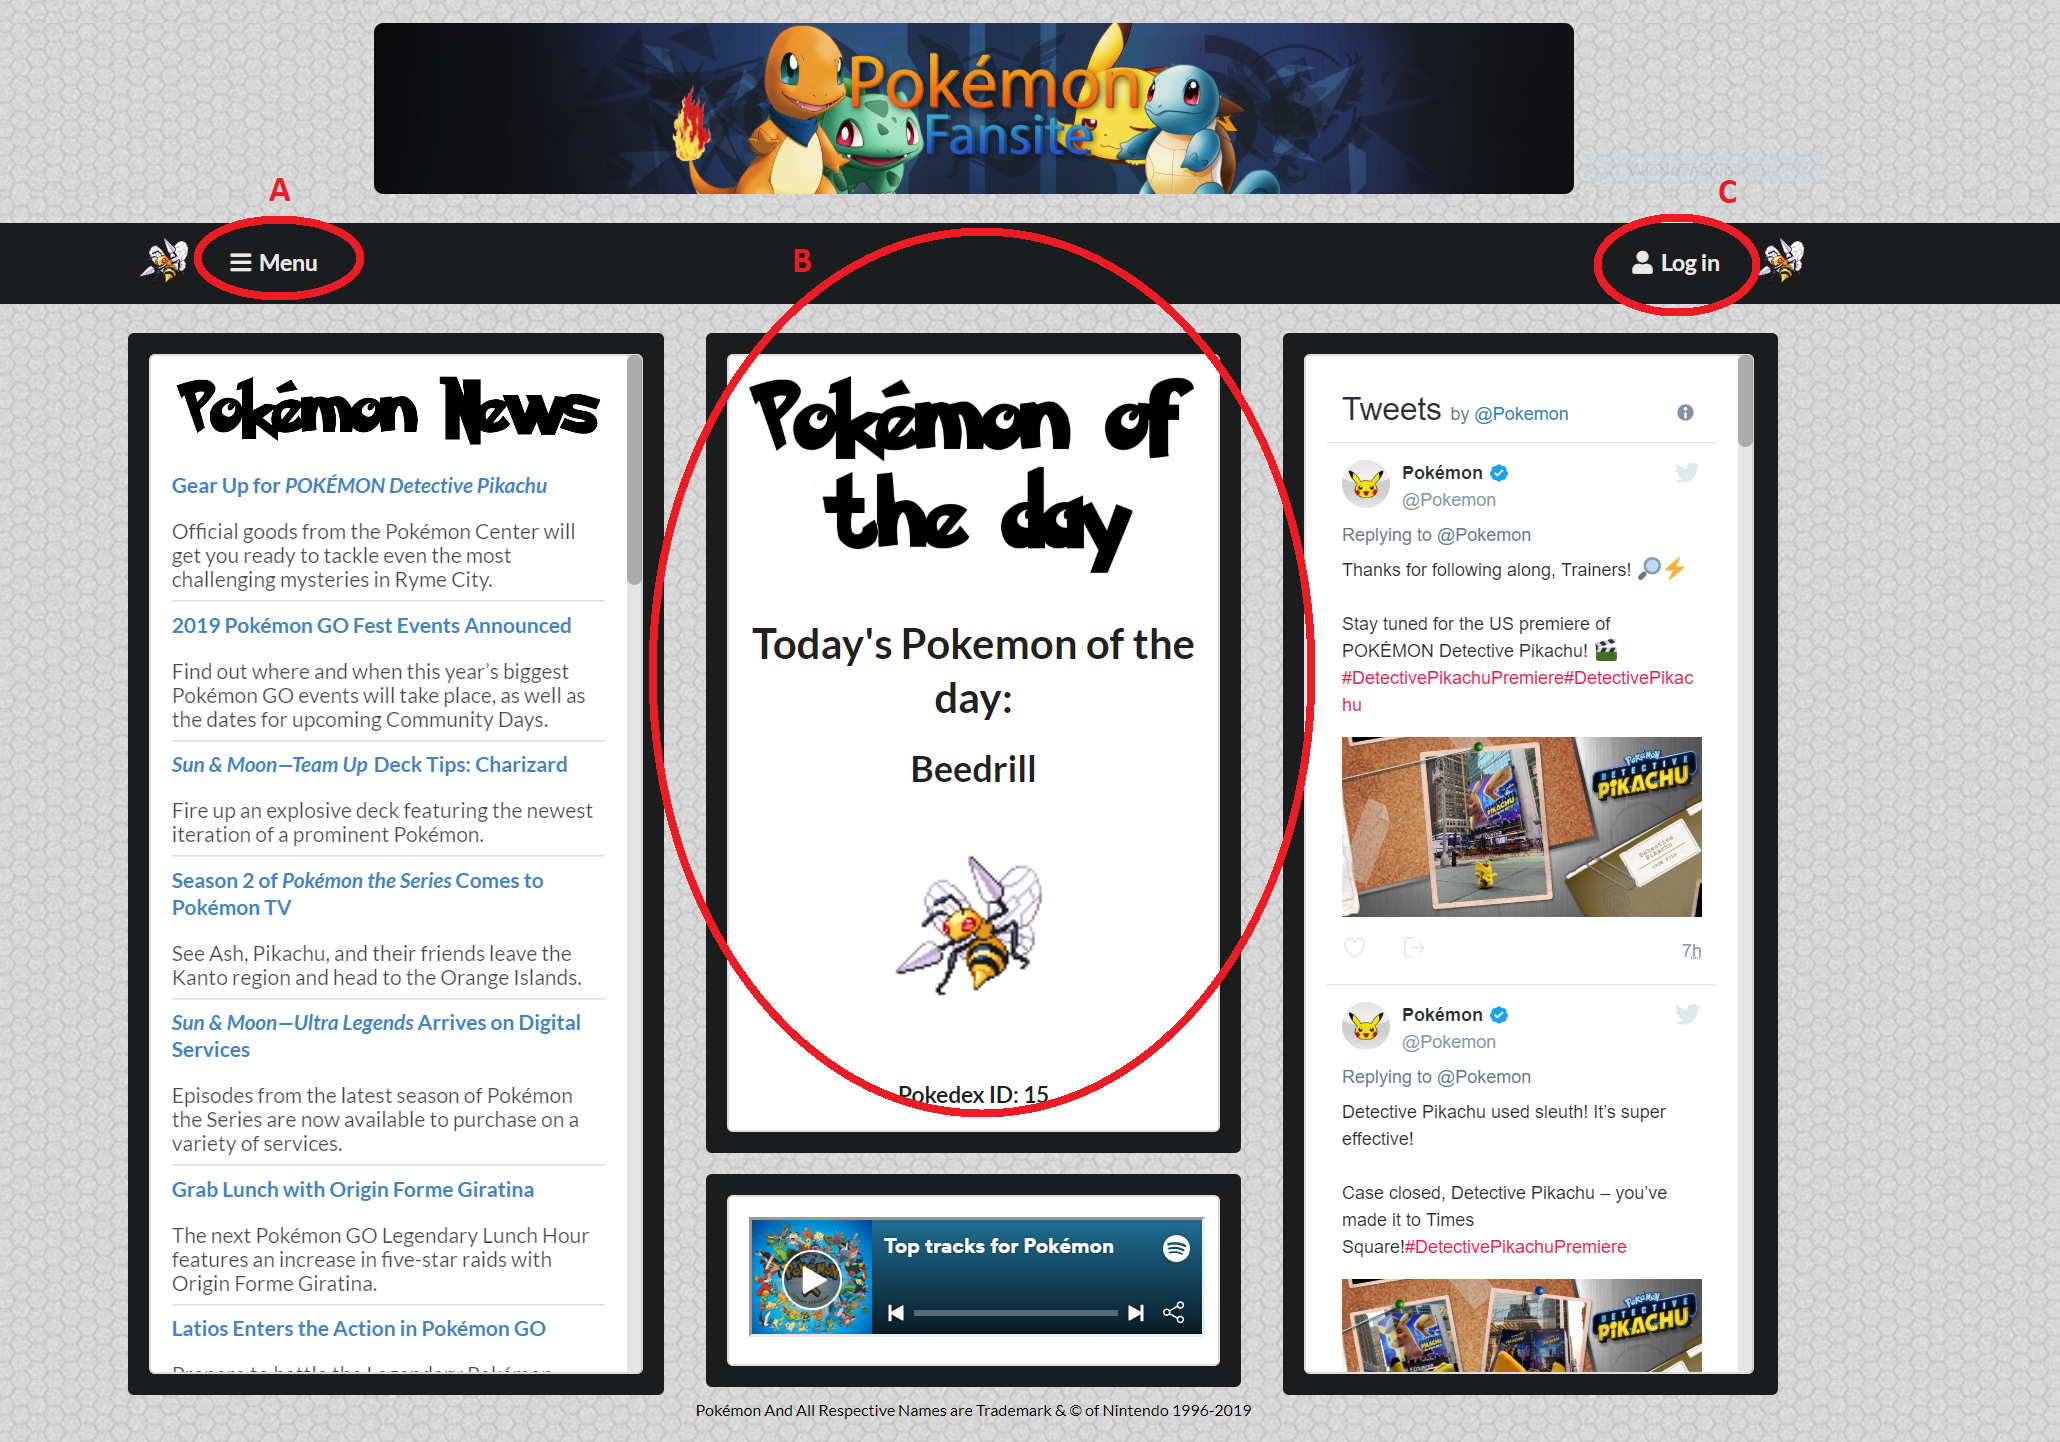 Pokémon
Fansite
A
C
Menu
B
Log in
Pokémon News
Gear Up for POKÉMON Detective Pikachu
Official goods from the Pokémon Center will
get you ready to tackle even the most
challenging mysteries in Ryme City.
2019 Pokémon GO Fest Events Announced
Find out where and when this year’s biggest
Pokémon GO events will take place, as well as
the dates for upcoming Community Days.
Sun & Moon—Team Up Deck Tips: Charizard
Fire up an explosive deck featuring the newest
iteration of a prominent Pokémon.
Season 2 of Pokémon the Series Comes to
Pokémon TV
See Ash, Pikachu, and their friends leave the
Kanto region and head to the Orange Islands.
Sun & Moon—Ultra Legends Arrives on Digital
Services
Episodes from the latest season of Pokémon
the Series are now available to purchase on a
variety of services.
Grab Lunch with Origin Forme Giratina
The next Pokémon GO Legendary Lunch Hour
features an increase in five-star raids with
Origin Forme Giratina.
Latios Enters the Action in Pokémon GO
Pokémon of
the day
Today's Pokemon of the
day:
Beedrill
Pokedex ID: 15
Top tracks for Pokémon
Tweets by @Pokemon
Pokémon
@Pokemon
Replying to @Pokemon
Thanks for following along, Trainers! 🔎⚡
Stay tuned for the US premiere of
POKÉMON Detective Pikachu! 🎬
#DetectivePikachuPremiere#DetectivePikac
hu
POKÉMON
DETECTIVE
PIKACHU
Detective
Pikachu
7h
Pokémon
@Pokemon
Replying to @Pokemon
Detective Pikachu used sleuth! It’s super
effective!
Case closed, Detective Pikachu – you’ve
made it to Times
Square!#DetectivePikachuPremiere
POKÉMON
DETECTIVE
PIKACHU
Pokémon And All Respective Names are Trademark & © of Nintendo 1996-2019